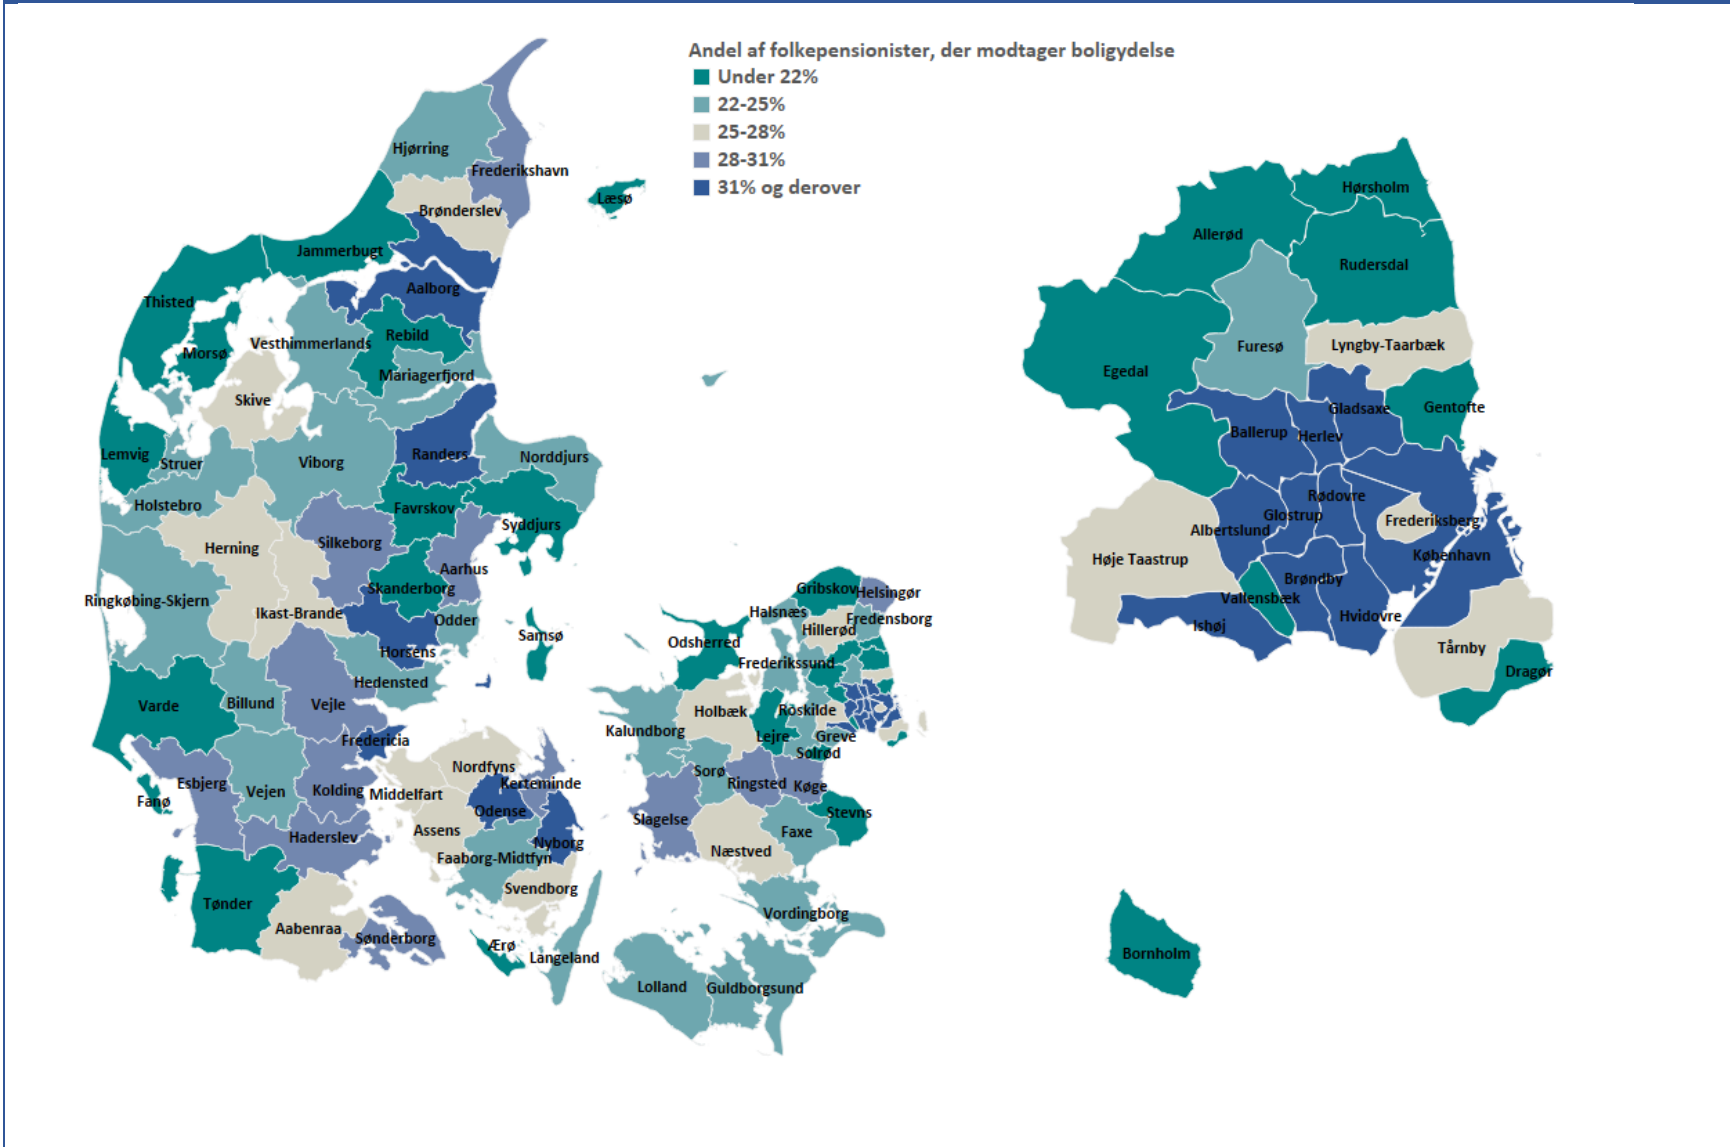 Andel af folkepensionister, der modtager boligydelse
Under 22%
22-25%
25-28%
28-31%
31% og derover
Hjørring
Frederikshavn
Læsø
Brønderslev
Jammerbugt
Aalborg
Thisted
Rebild
Vesthimmerlands
Morsø
Mariagerfjord
Skive
Lemvig
Struer
Viborg
Randers
Norddjurs
Holstebro
Favrskov
Syddjurs
Herning
Silkeborg
Aarhus
Skanderborg
Ringkøbing-Skjern
Ikast-Brande
Odder
Samsø
Horsens
Hedensted
Varde
Billund
Vejle
Fredericia
Esbjerg
Vejen
Kolding
Fanø
Haderslev
Tønder
Aabenraa
Sønderborg
Nordfyns
Kerteminde
Middelfart
Odense
Assens
Nyborg
Faaborg-Midtfyn
Svendborg
Ærø
Langeland
Gribskov
Helsingør
Halsnæs
Fredensborg
Hillerød
Odsherred
Frederikssund
Holbæk
Roskilde
Kalundborg
Lejre
Greve
Solrød
Sorø
Ringsted
Køge
Slagelse
Stevns
Faxe
Næstved
Vordingborg
Lolland
Guldborgsund
Hørsholm
Allerød
Rudersdal
Furesø
Lyngby-Taarbæk
Egedal
Gladsaxe
Gentofte
Ballerup
Herlev
Rødovre
Glostrup
Frederiksberg
Albertslund
København
Høje Taastrup
Brøndby
Vallensbæk
Hvidovre
Ishøj
Tårnby
Dragør
Bornholm